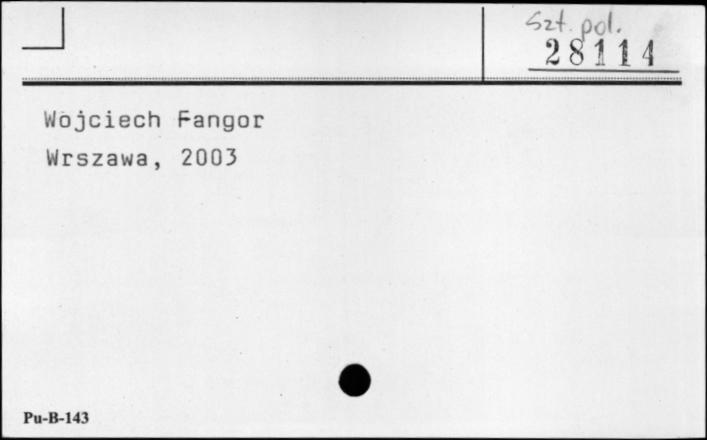 Szt. pol.
28114
Wojciech Fangor
Wrszawa, 2003
Pu-B-143